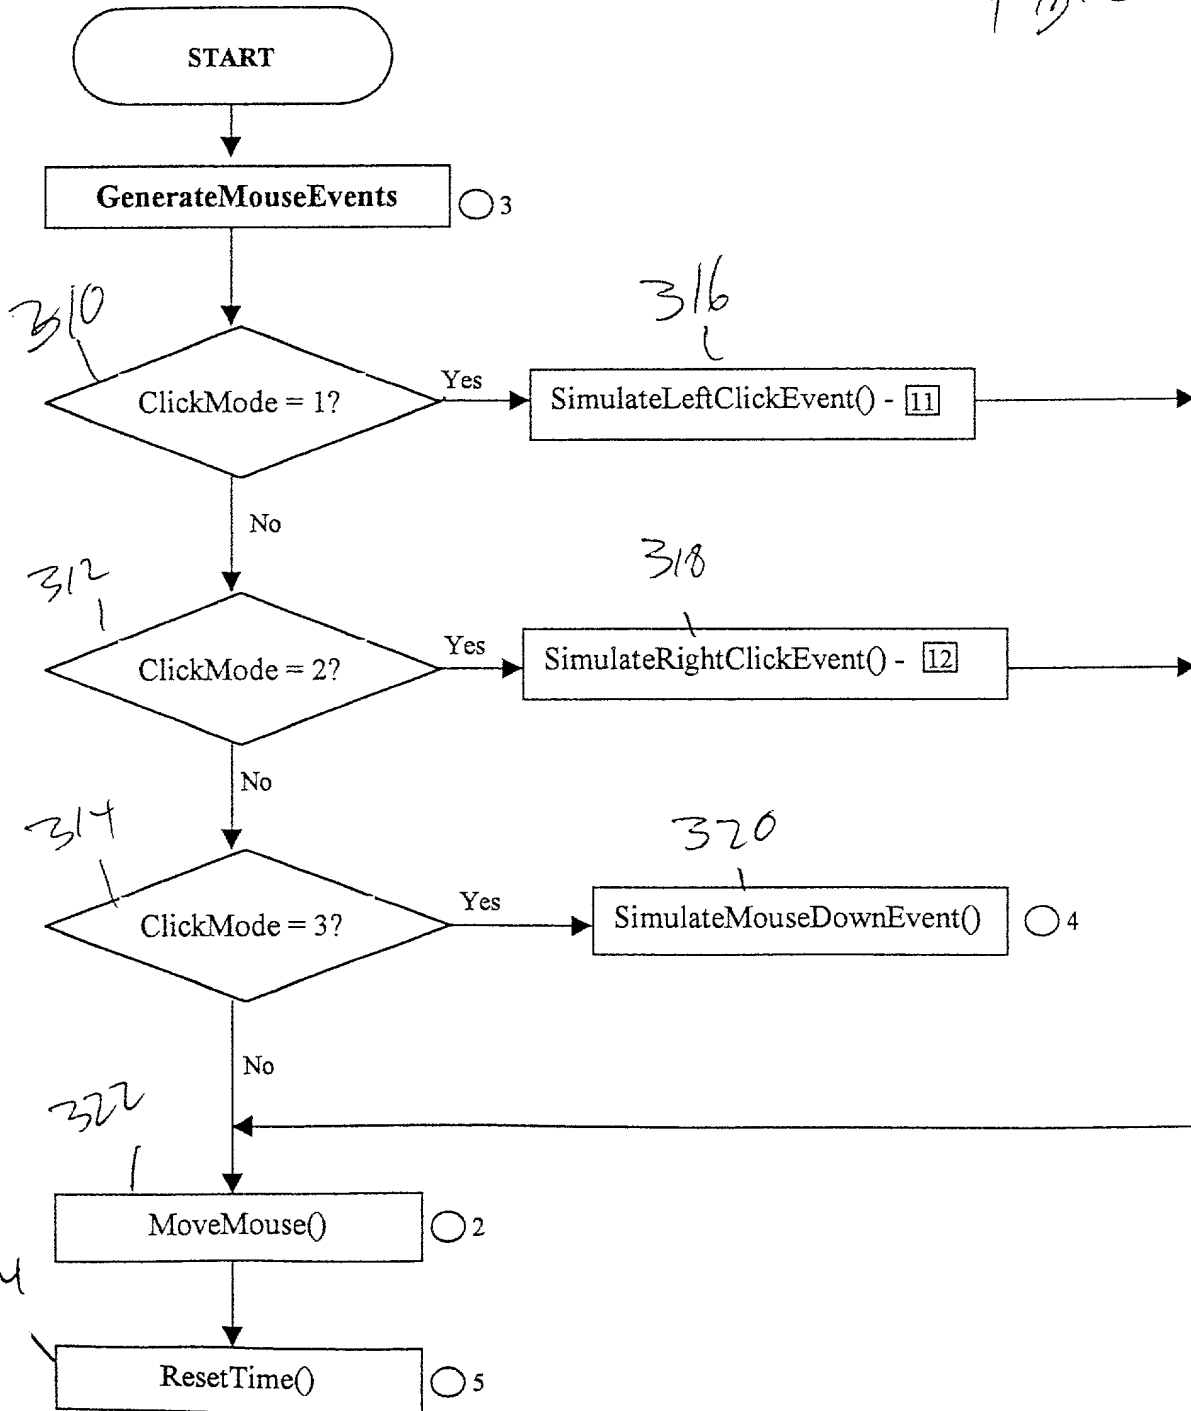 START
GenerateMouseEvents
3
310
316
ClickMode = 1?
Yes
SimulateLeftClickEvent() - 11
No
312
318
ClickMode = 2?
Yes
SimulateRightClickEvent() - 12
No
314
320
ClickMode = 3?
Yes
SimulateMouseDownEvent()
4
No
322
MoveMouse()
2
4
ResetTime()
5